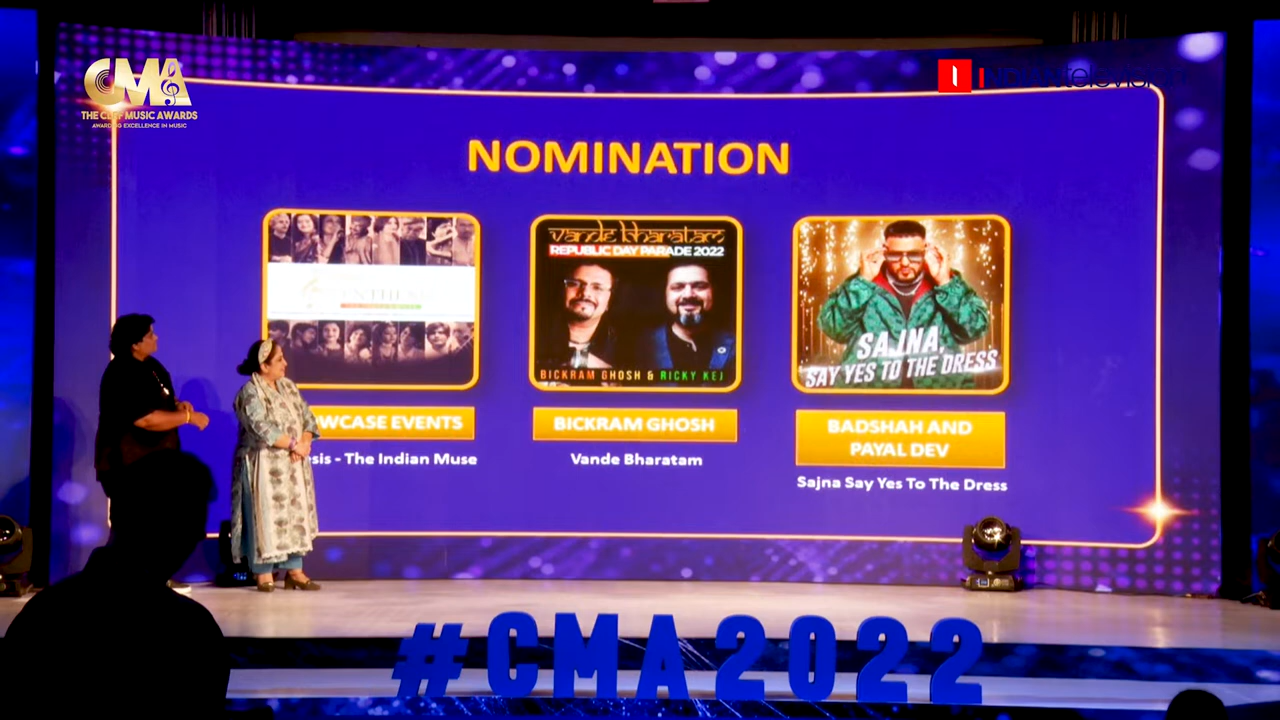 CMA
THE CLEF MUSIC AWARDS
AWARDING EXCELLENCE IN MUSIC
NOMINATION
vande bharatam
REPUBLIC DAY PARADE 2022
BICKRAM GHOSH & RICKY KEJ
SAJNA,
SAY YES TO THE DRESS
WCASE EVENTS
BICKRAM GHOSH
BADSHAH AND
PAYAL DEV
sis - The Indian Muse
Vande Bharatam
Sajna Say Yes To The Dress
#CMA2022